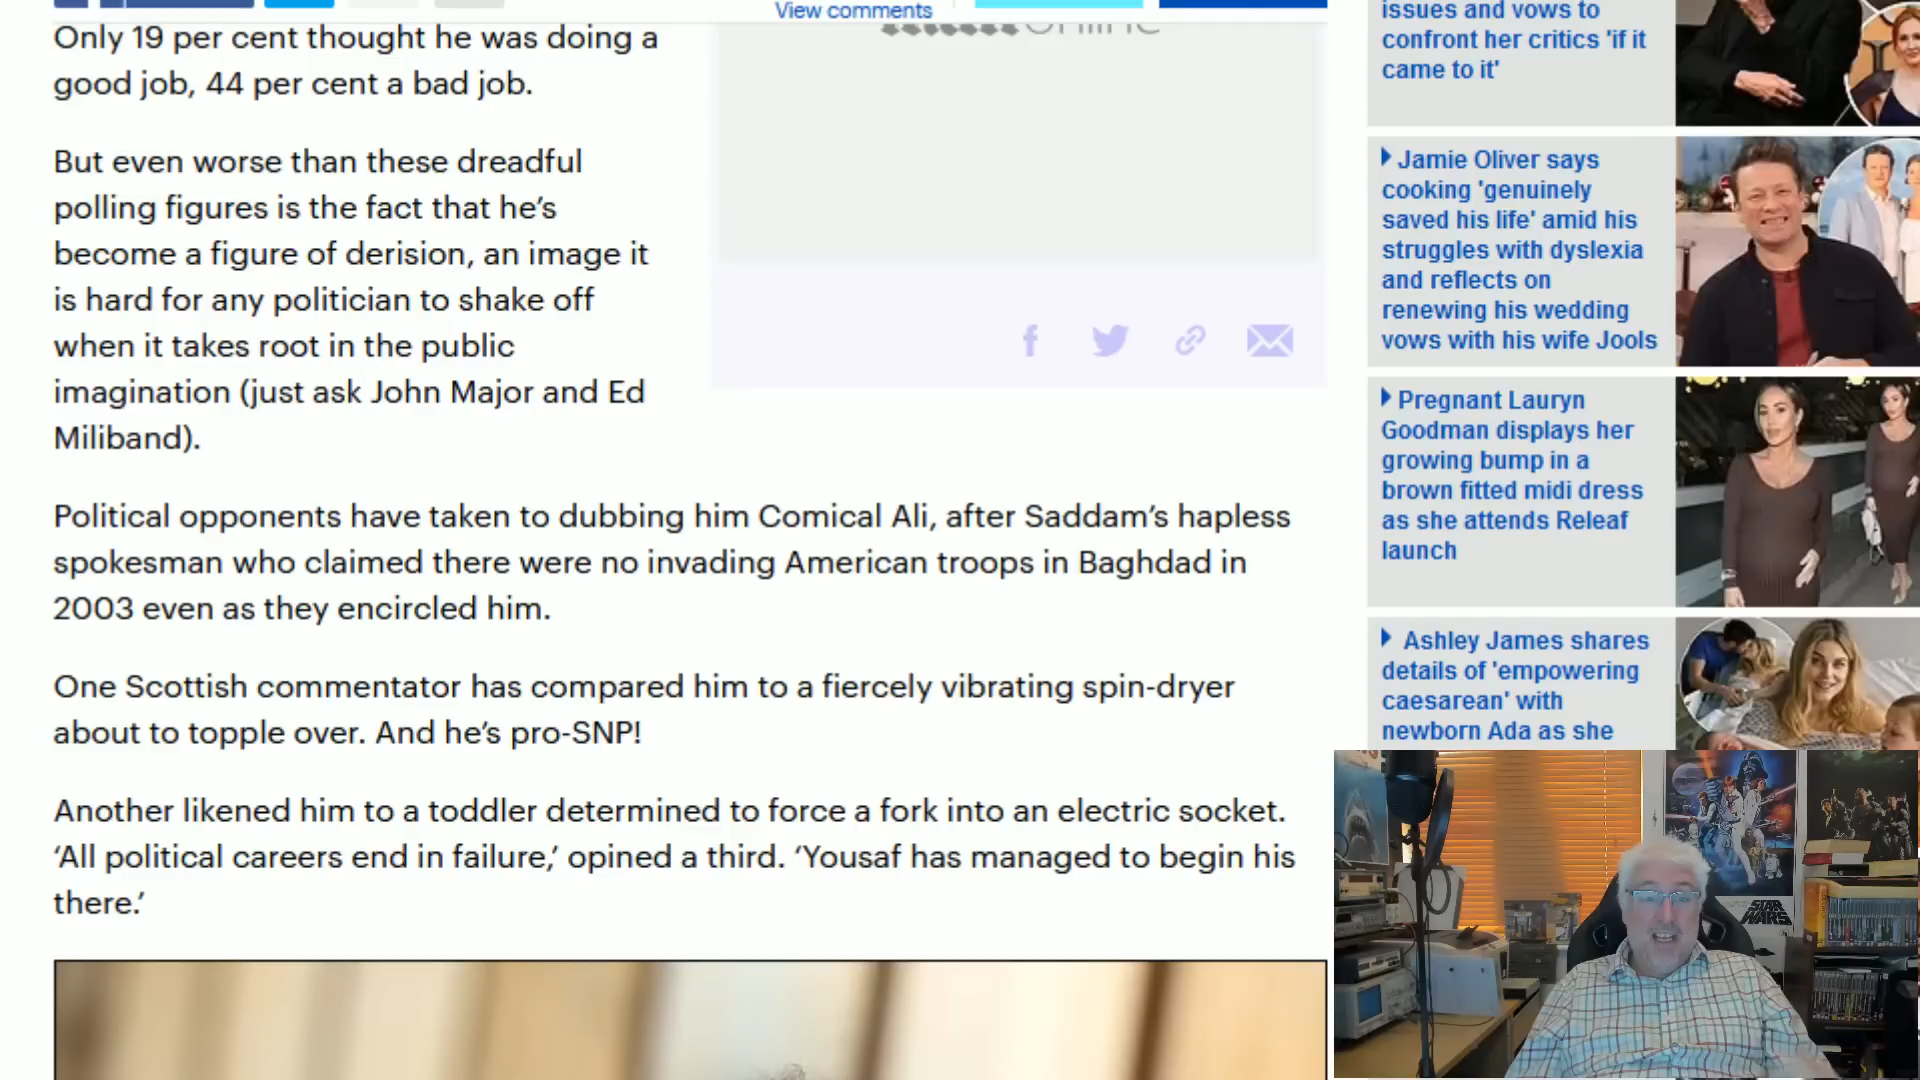 View comments
Only 19 per cent thought he was doing a
good job, 44 per cent a bad job.
But even worse than these dreadful
polling figures is the fact that he’s
become a figure of derision, an image it
is hard for any politician to shake off
when it takes root in the public
imagination (just ask John Major and Ed
Miliband).
Political opponents have taken to dubbing him Comical Ali, after Saddam’s hapless
spokesman who claimed there were no invading American troops in Baghdad in
2003 even as they encircled him.
One Scottish commentator has compared him to a fiercely vibrating spin-dryer
about to topple over. And he’s pro-SNP!
Another likened him to a toddler determined to force a fork into an electric socket.
‘All political careers end in failure,’ opined a third. ‘Yousaf has managed to begin his
there.’
issues and vows to
confront her critics 'if it
came to it'
Jamie Oliver says
cooking 'genuinely
saved his life' amid his
struggles with dyslexia
and reflects on
renewing his wedding
vows with his wife Jools
Pregnant Lauryn
Goodman displays her
growing bump in a
brown fitted midi dress
as she attends Releaf
launch
Ashley James shares
details of 'empowering
caesarean' with
newborn Ada as she
STAR
WARS